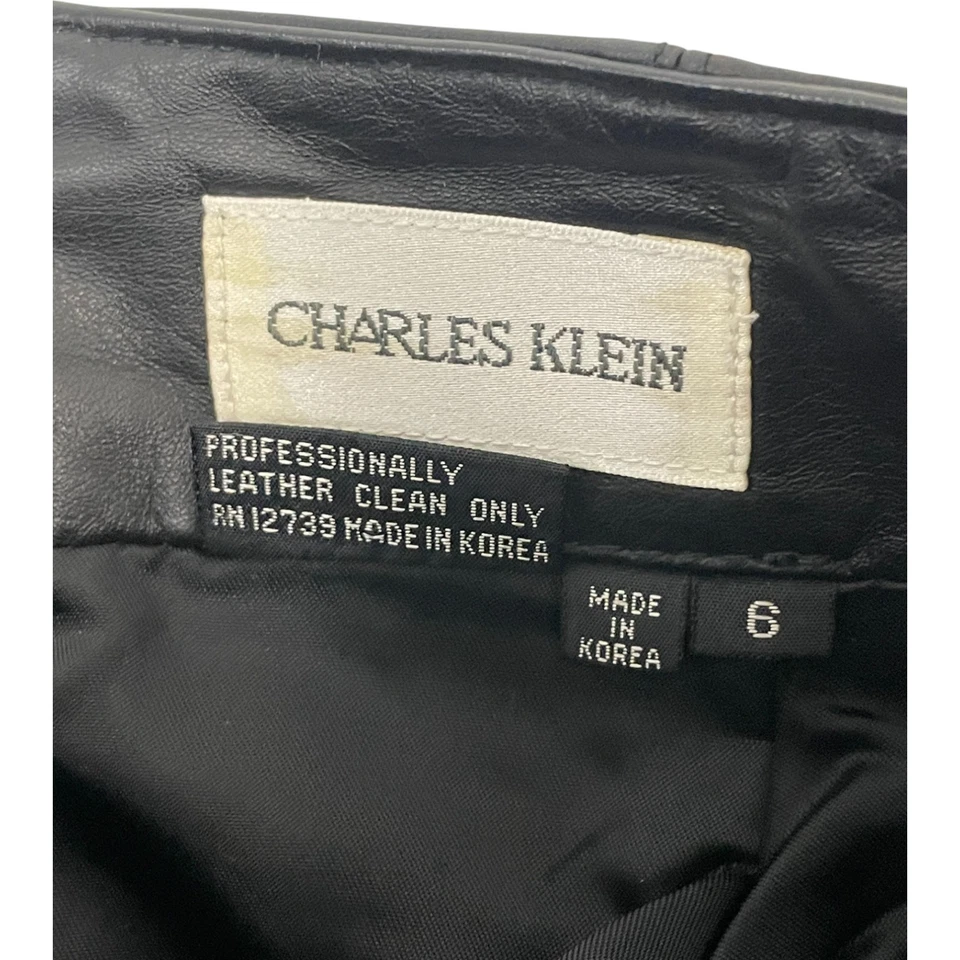 CHARLES KLEIN
PROFESSIONALLY
LEATHER CLEAN ONLY
RN 12739 MADE IN KOREA
MADE
IN
KOREA
6